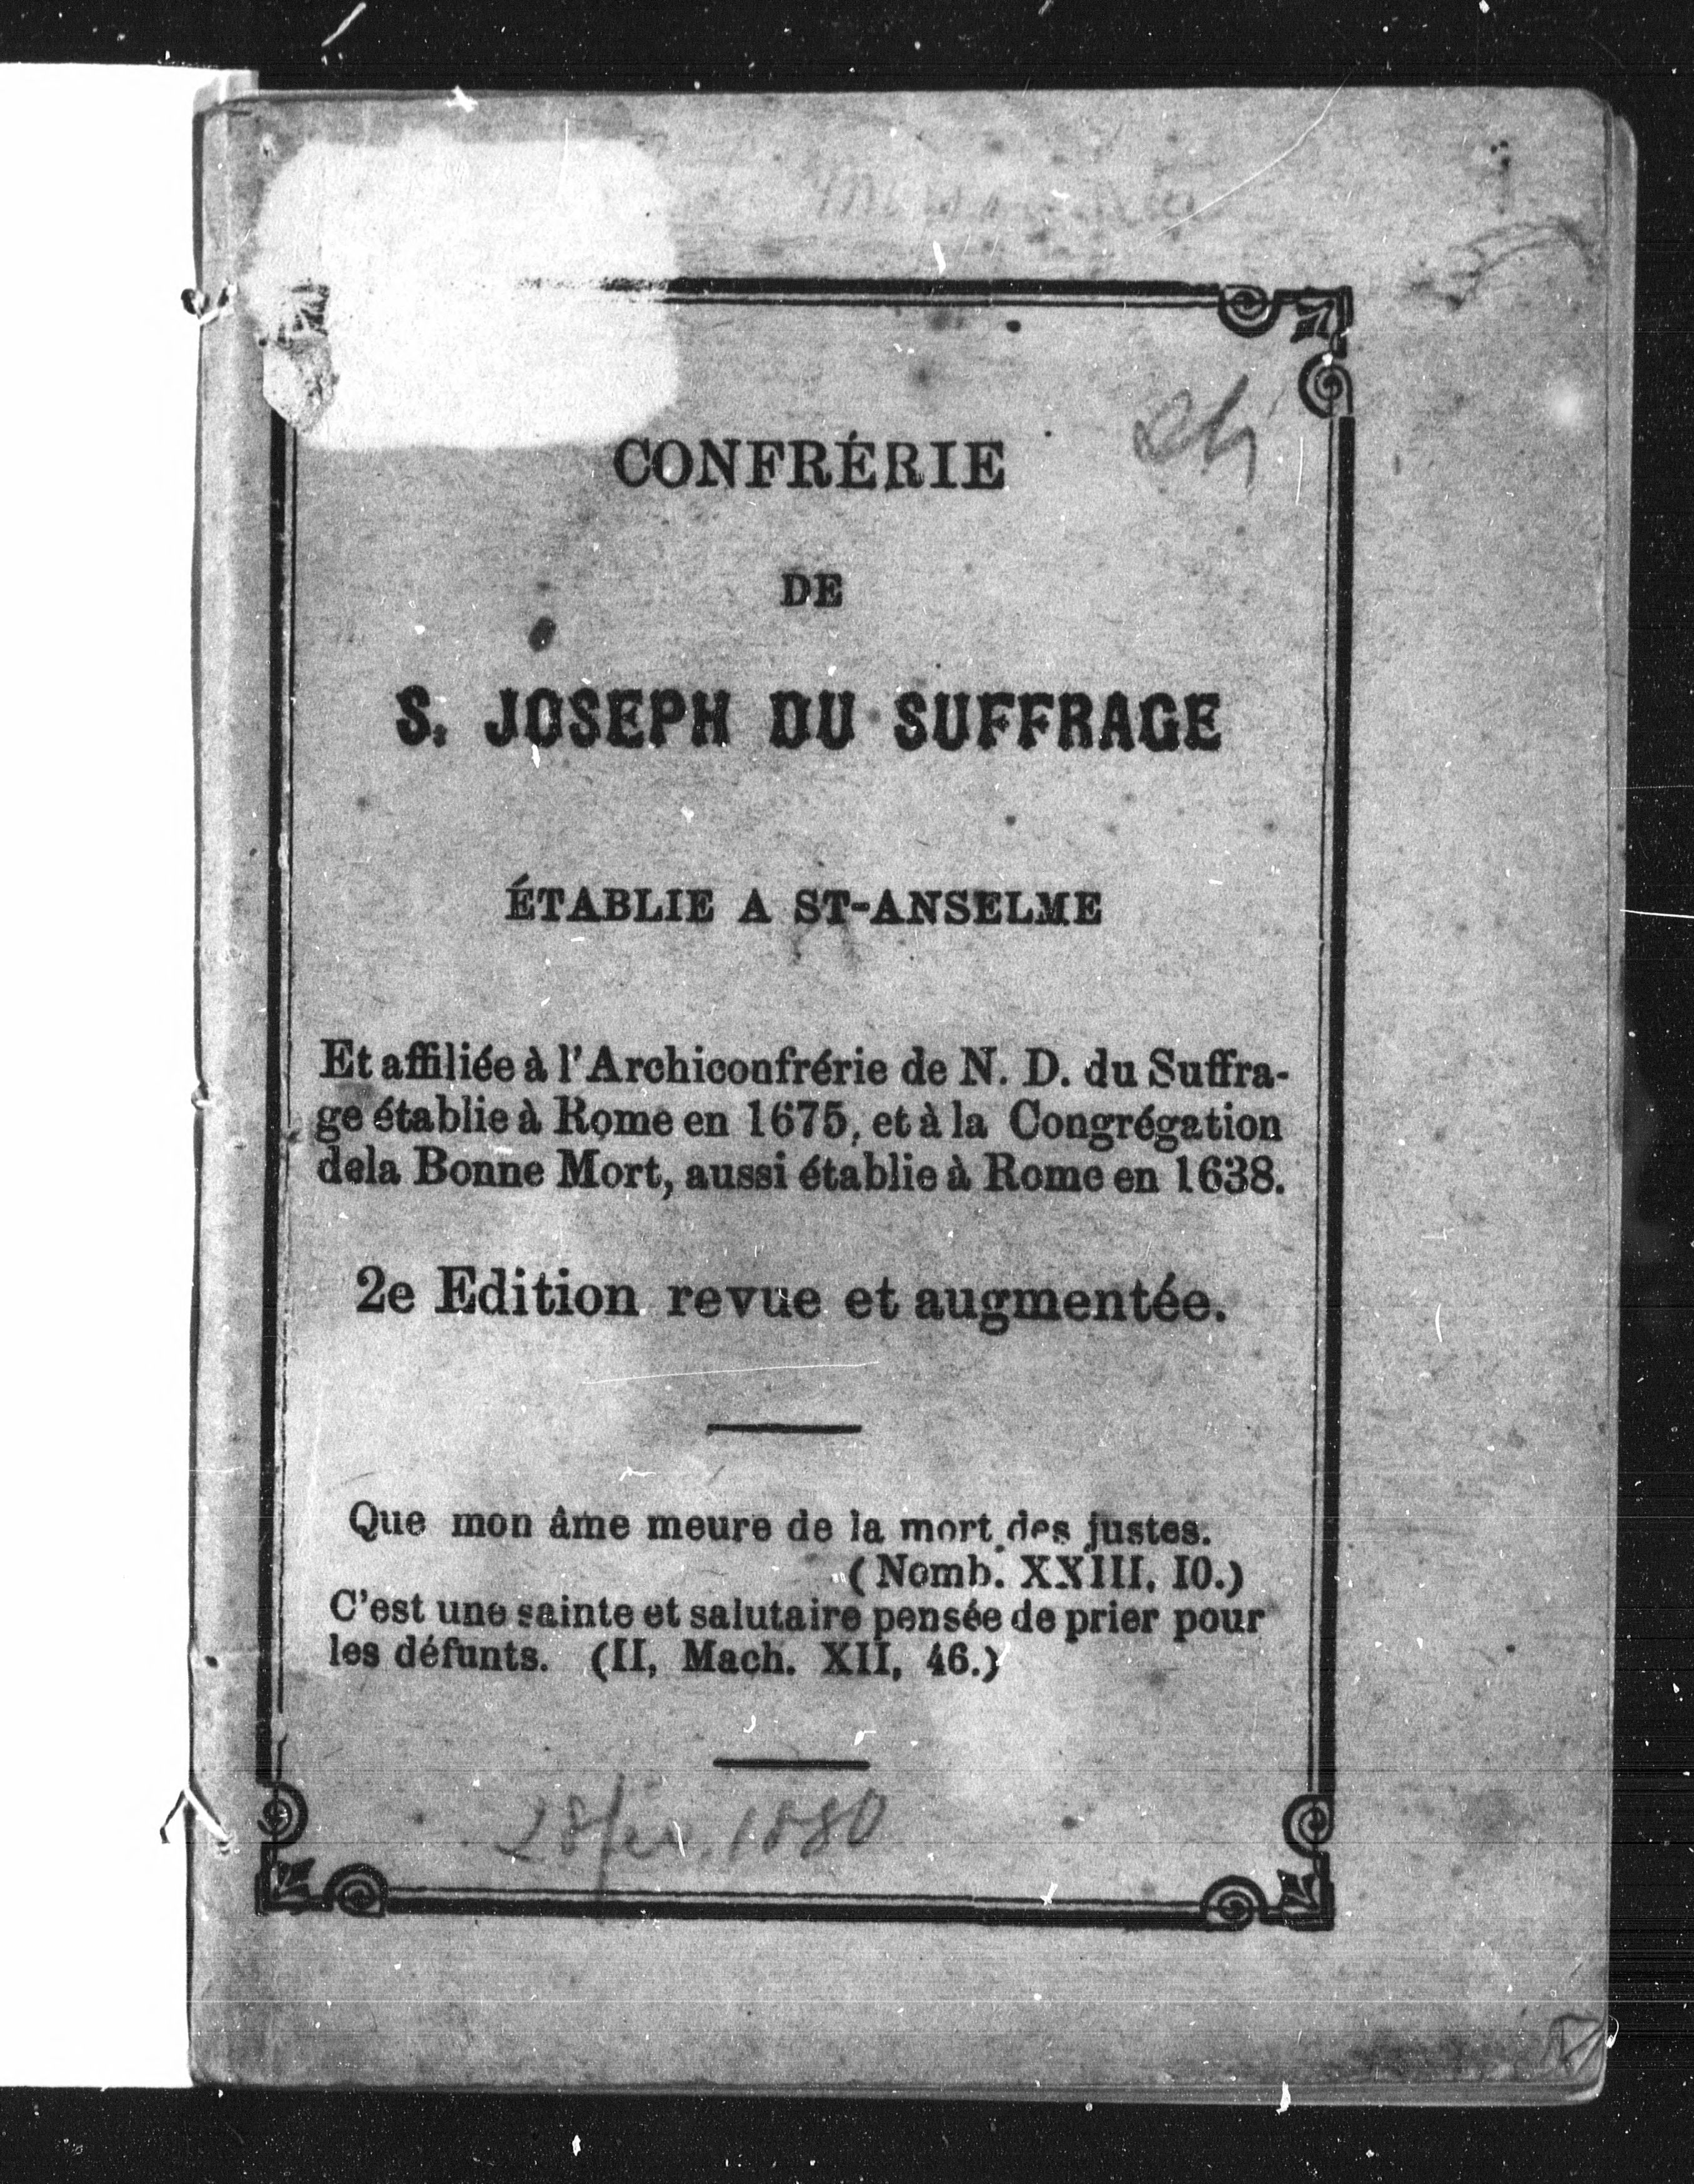 CONFRÉRIE
DE
S. JOSEPH DU SUFFRAGE
ÉTABLIE A ST-ANSELME
Et affiliée à l'Archiconfrérie de N. D. du Suffra-
ge établie à Rome en 1675, et à la Congrégation
dela Bonne Mort, aussi établie à Rome en 1638.
2e Edition revue et augmentée.
Que mon âme meure de la mort des justes.
(Nomb. XXIII, 10.)
C'est une sainte et salutaire pensée de prier pour
les défunts. (II, Mach. XII, 46.)
28 fev. 1880